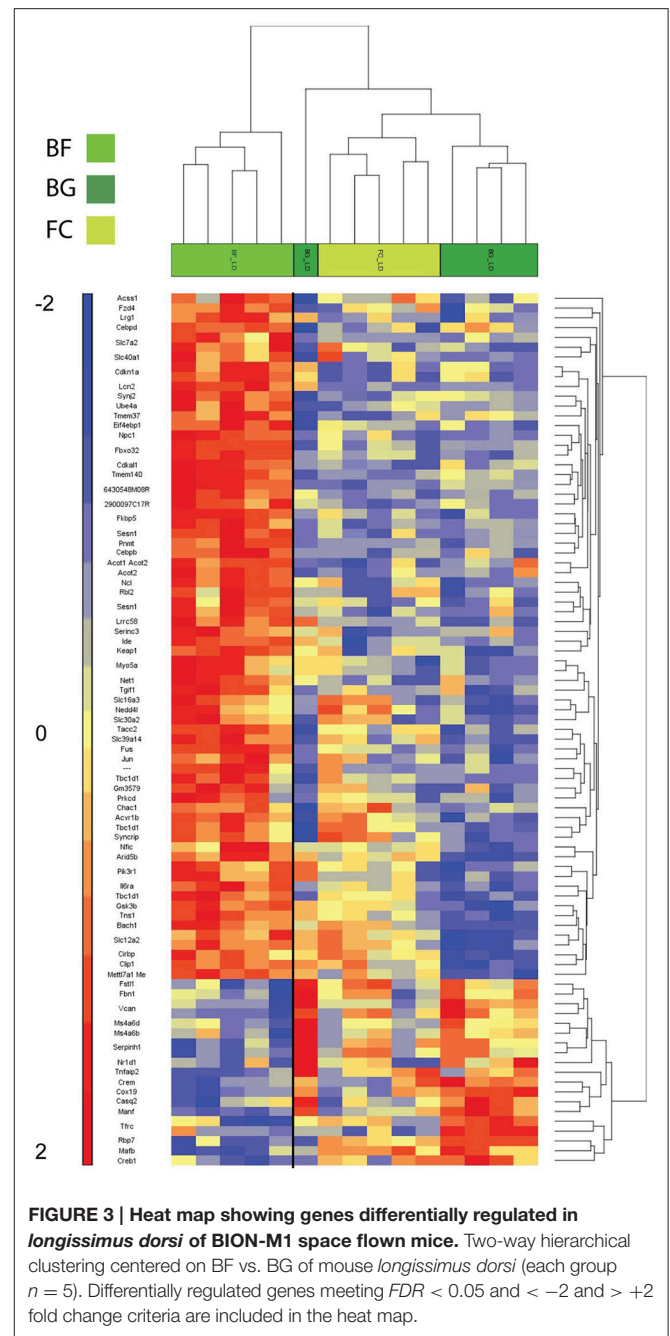 BF
BG
FC
BF_LD
BG_LD
FC_LD
BG_LD
-2
0
2
Acss1
Fzd4
Lrg1
Cebpd
Slc7a2
Slc40a1
Cdkn1a
Lcn2
Synj2
Ube4a
Tmem37
Eif4ebp1
Npc1
Fbxo32
Cdkal1
Tmem140
6430548M08R
2900097C17R
Fkbp5
Sesn1
Pnmt
Cebpb
Acot1 Acot2
Acot2
Ncl
Rbl2
Sesn1
Lrrc58
Serinc3
Ide
Keap1
Myo5a
Net1
Tgif1
Slc16a3
Nedd4l
Slc30a2
Tacc2
Slc39a14
Fus
Jun
---
Tbc1d1
Gm3579
Prkcd
Chac1
Acvr1b
Tbc1d1
Syncrip
Nfic
Arid5b
Pik3r1
Il6ra
Tbc1d1
Gsk3b
Tns1
Bach1
Slc12a2
Cirbp
Clip1
Mettl7a1 Me
Fstl1
Fbn1
Vcan
Ms4a6d
Ms4a6b
Serpinh1
Nr1d1
Tnfaip2
Crem
Cox19
Casq2
Manf
Tfrc
Rbp7
Mafb
Creb1
FIGURE 3 | Heat map showing genes differentially regulated in
longissimus dorsi of BION-M1 space flown mice. Two-way hierarchical
clustering centered on BF vs. BG of mouse longissimus dorsi (each group
n = 5). Differentially regulated genes meeting FDR < 0.05 and < −2 and > +2
fold change criteria are included in the heat map.